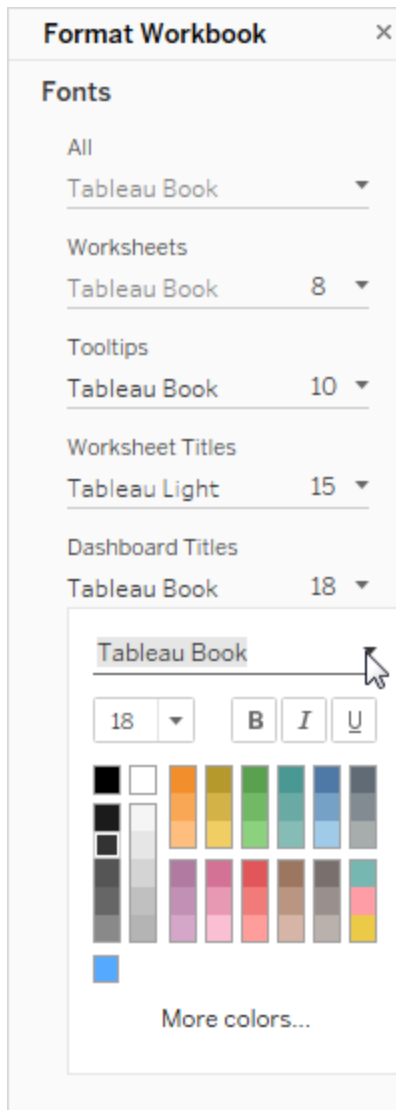 Format Workbook
Fonts
All
Tableau Book
Worksheets
Tableau Book 8
Tooltips
Tableau Book 10
Worksheet Titles
Tableau Light 15
Dashboard Titles
Tableau Book 18
Tableau Book
18 B I U
More colors...